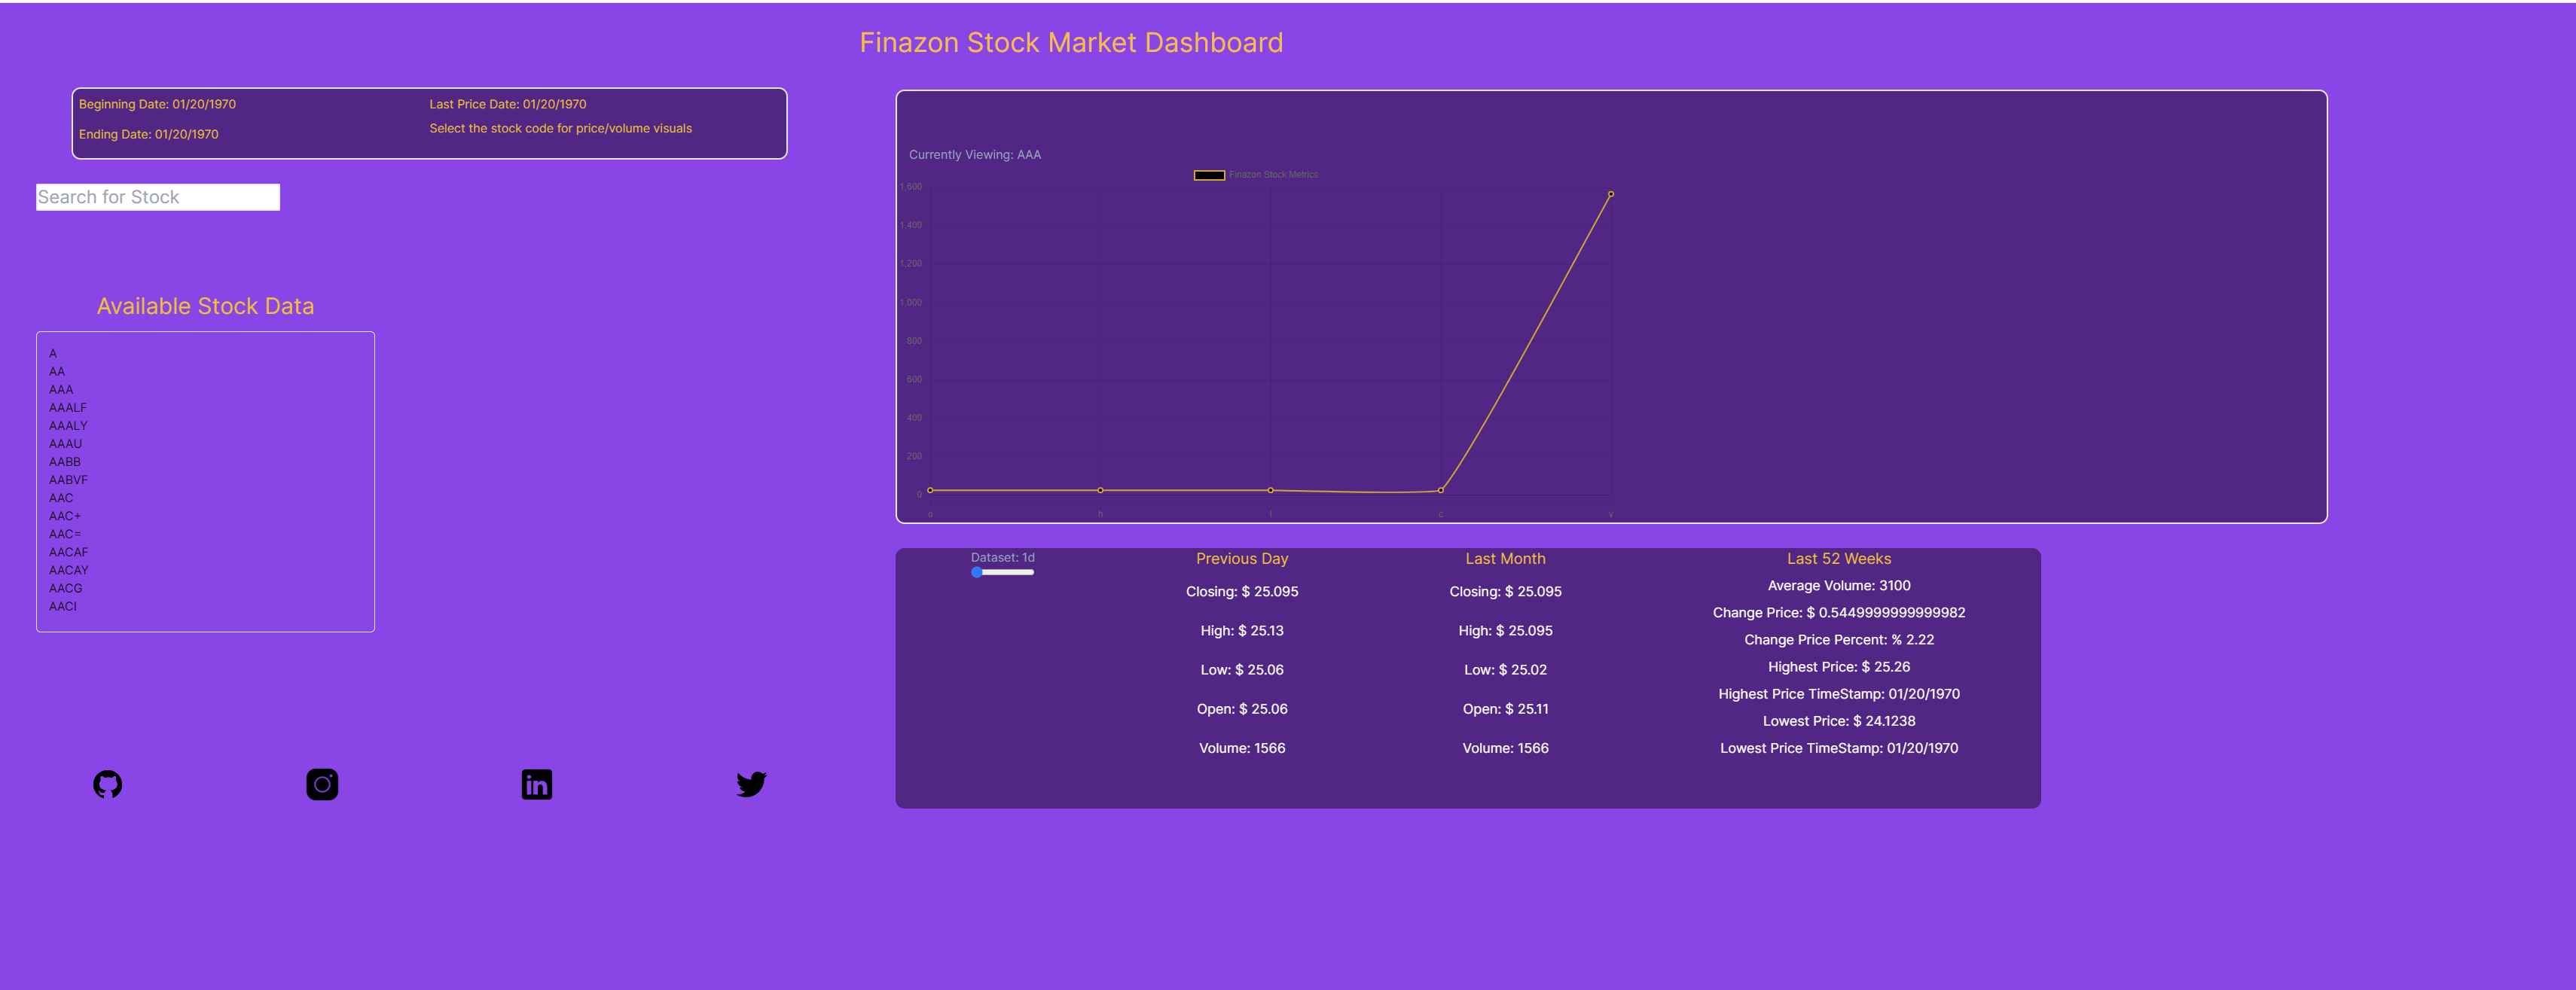 Finazon Stock Market Dashboard
Beginning Date: 01/20/1970
Ending Date: 01/20/1970
Last Price Date: 01/20/1970
Select the stock code for price/volume visuals
Search for Stock
Available Stock Data
A
AA
AAA
AAALF
AAALY
AAAU
AABB
AABVF
AAC
AAC+
AAC=
AACAF
AACAY
AACG
AACI
Currently Viewing: AAA
Finazon Stock Metrics
1,600
1,400
1,200
1,000
800
600
400
200
0
o h l c v
Dataset: 1d
Previous Day
Closing: $ 25.095
High: $ 25.13
Low: $ 25.06
Open: $ 25.06
Volume: 1566
Last Month
Closing: $ 25.095
High: $ 25.095
Low: $ 25.02
Open: $ 25.11
Volume: 1566
Last 52 Weeks
Average Volume: 3100
Change Price: $ 0.5449999999999982
Change Price Percent: % 2.22
Highest Price: $ 25.26
Highest Price TimeStamp: 01/20/1970
Lowest Price: $ 24.1238
Lowest Price TimeStamp: 01/20/1970
in